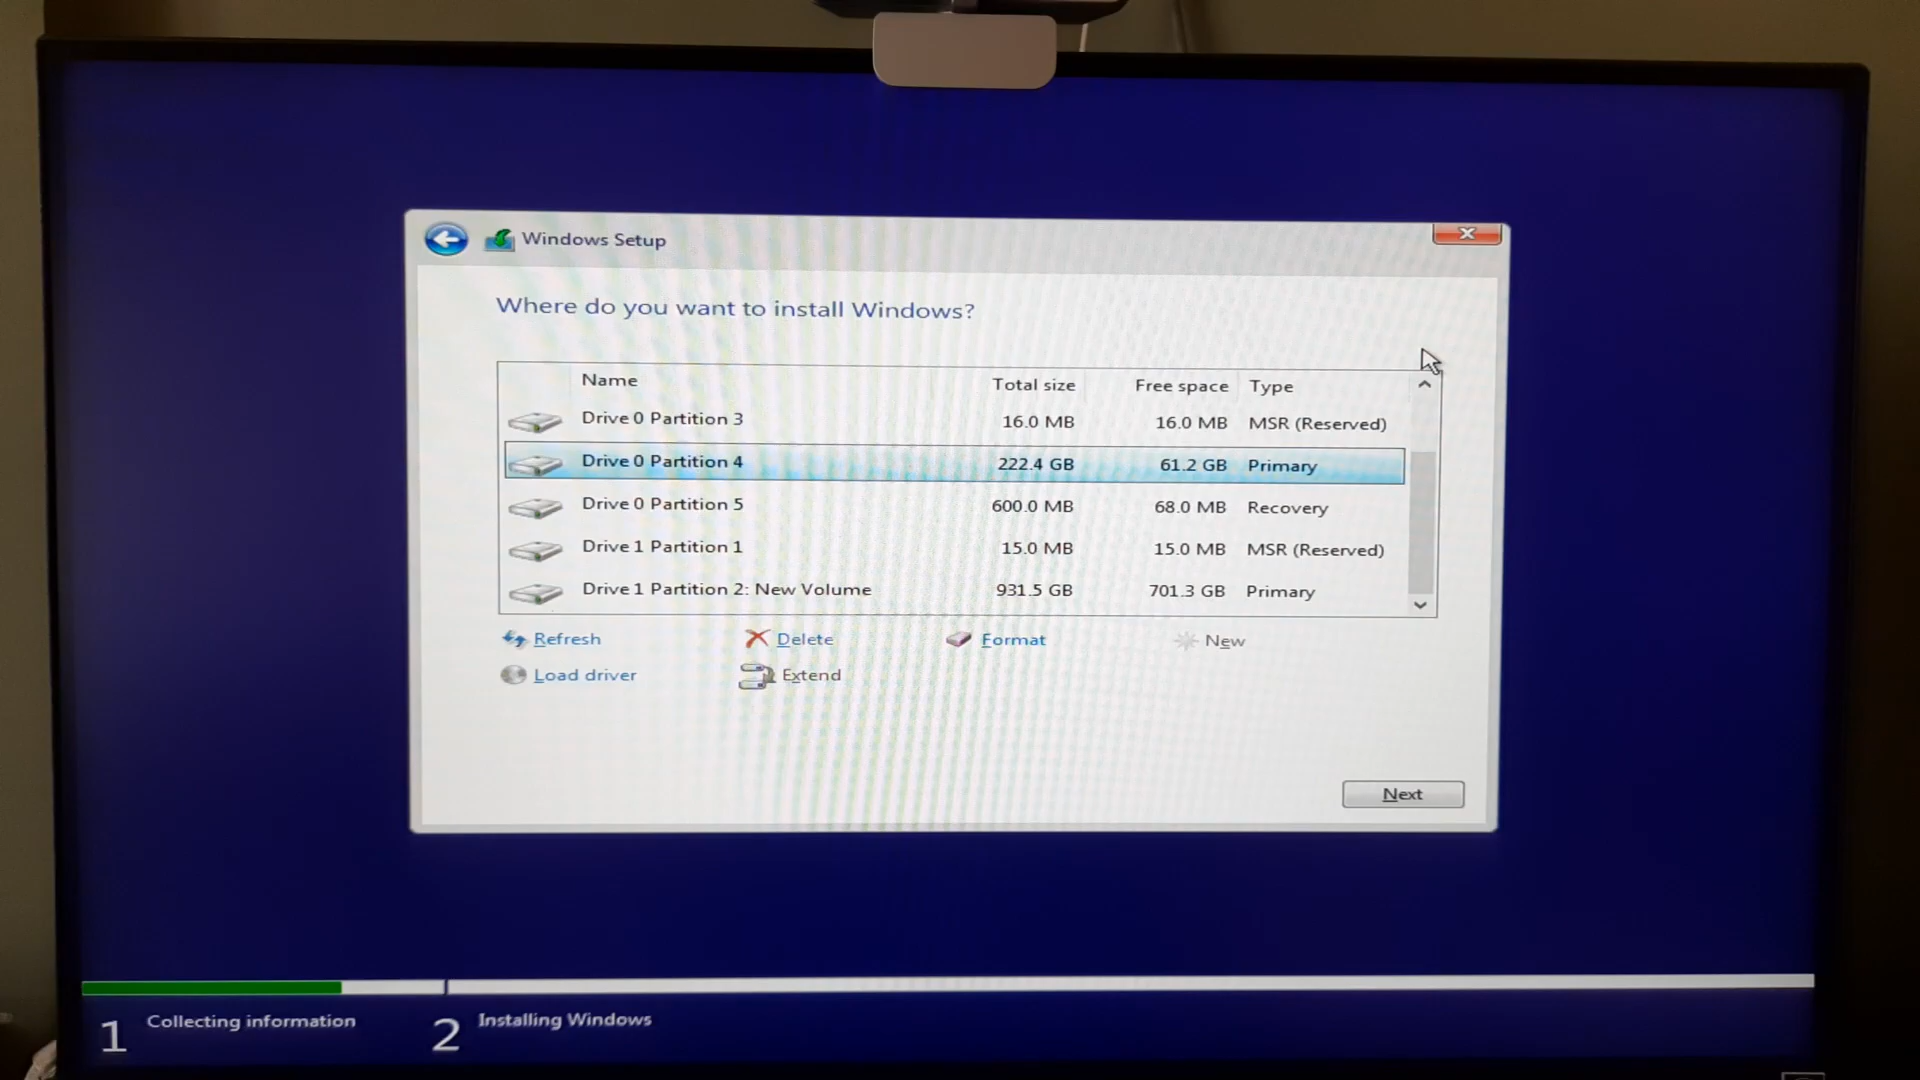 Windows Setup
Where do you want to install Windows?
Name Total size Free space Type
Drive 0 Partition 3 16.0 MB 16.0 MB MSR (Reserved)
Drive 0 Partition 4 222.4 GB 61.2 GB Primary
Drive 0 Partition 5 600.0 MB 68.0 MB Recovery
Drive 1 Partition 1 15.0 MB 15.0 MB MSR (Reserved)
Drive 1 Partition 2: New Volume 931.5 GB 701.3 GB Primary
Refresh Delete Format New
Load driver Extend
Next
1 Collecting information 2 Installing Windows